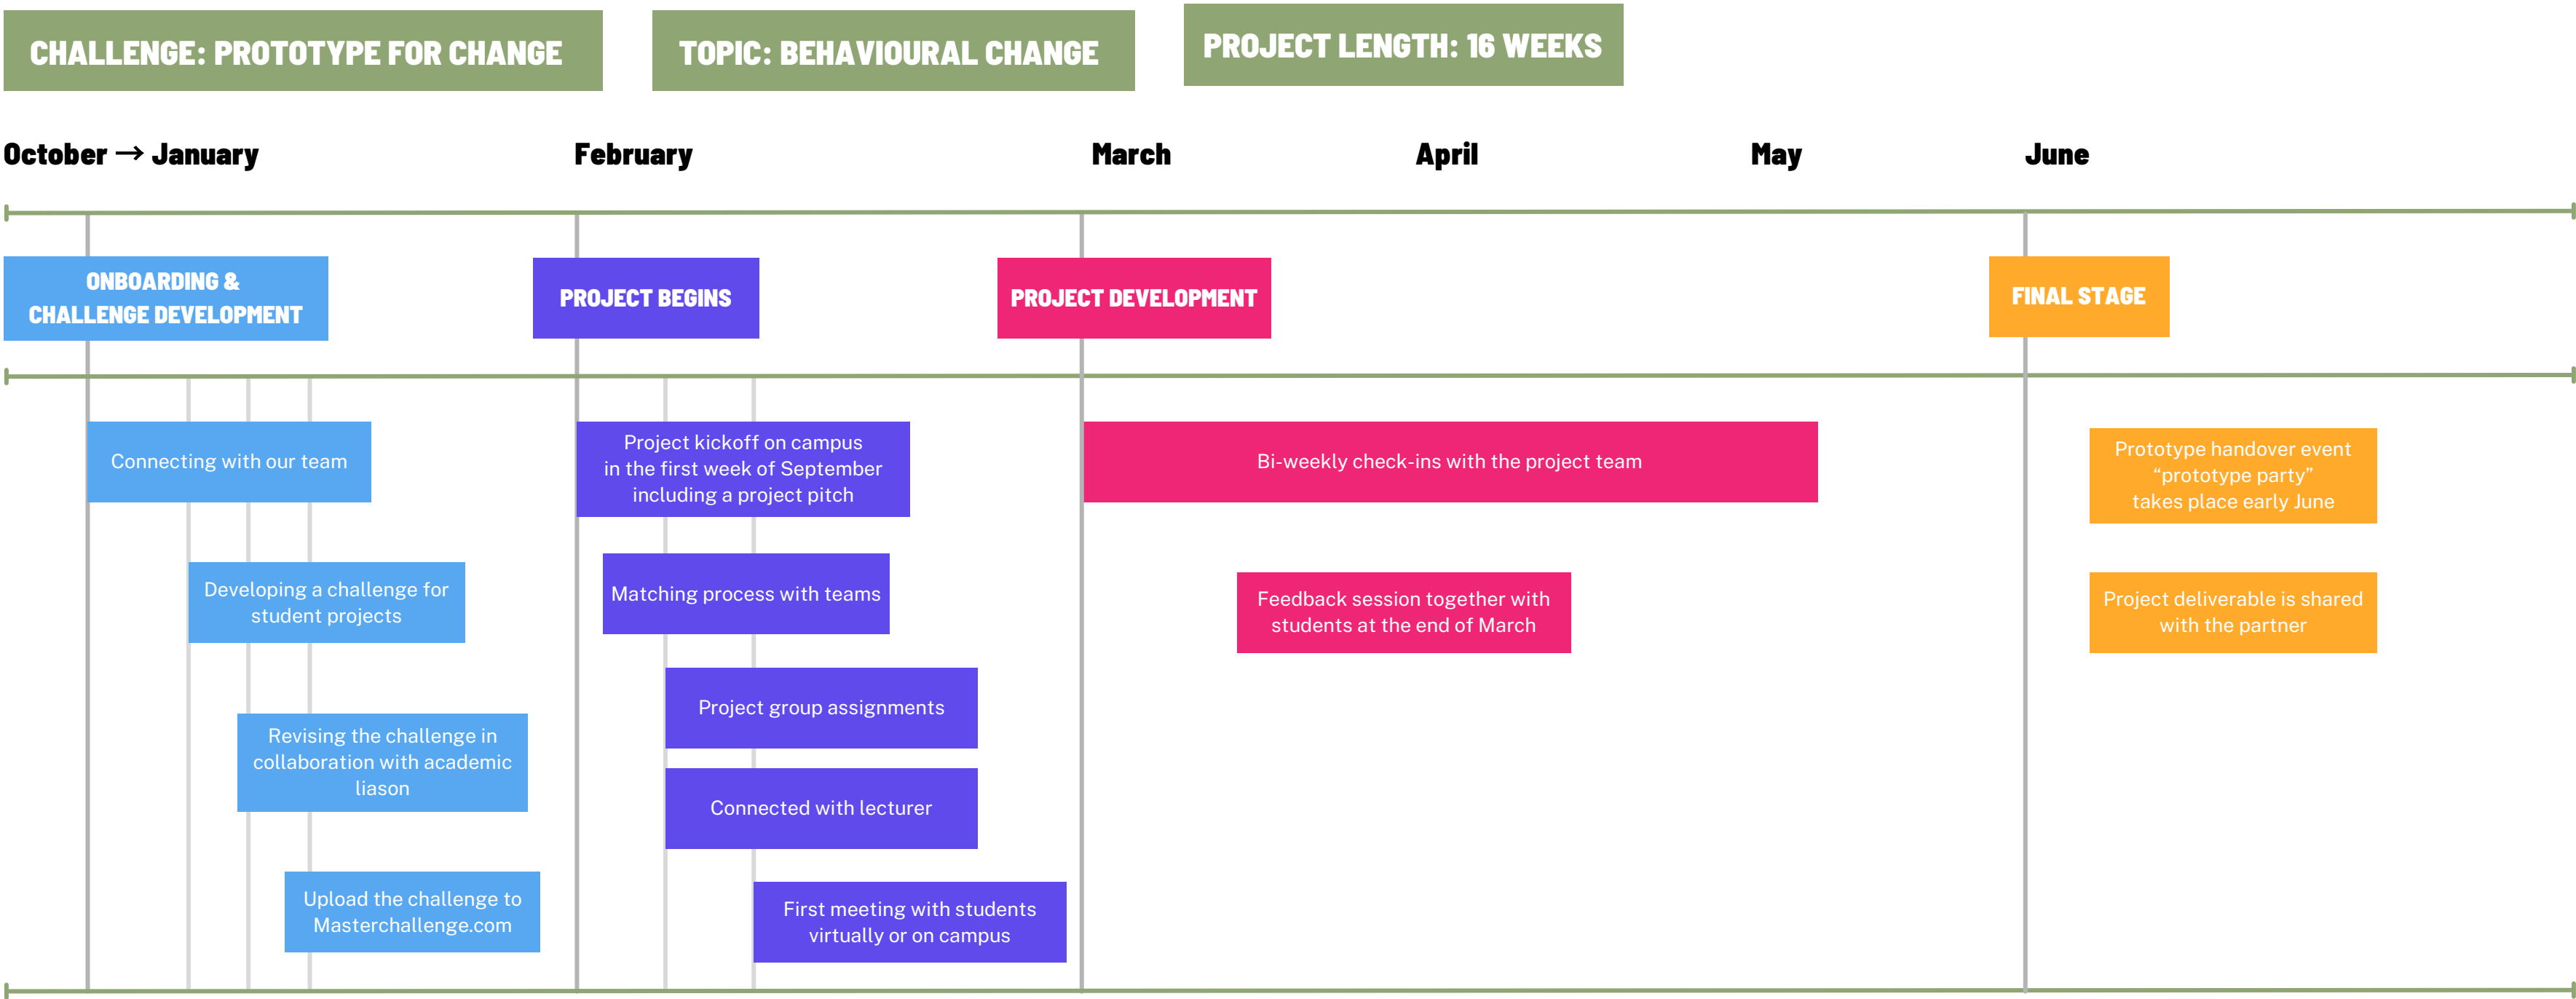 CHALLENGE: PROTOTYPE FOR CHANGE
TOPIC: BEHAVIOURAL CHANGE
PROJECT LENGTH: 16 WEEKS
October → January
February
March
April
May
June
ONBOARDING &
CHALLENGE DEVELOPMENT
PROJECT BEGINS
PROJECT DEVELOPMENT
FINAL STAGE
Connecting with our team
Developing a challenge for
student projects
Revising the challenge in
collaboration with academic
liason
Upload the challenge to
Masterchallenge.com
Project kickoff on campus
in the first week of September
including a project pitch
Matching process with teams
Project group assignments
Connected with lecturer
First meeting with students
virtually or on campus
Bi-weekly check-ins with the project team
Feedback session together with
students at the end of March
Prototype handover event
“prototype party”
takes place early June
Project deliverable is shared
with the partner